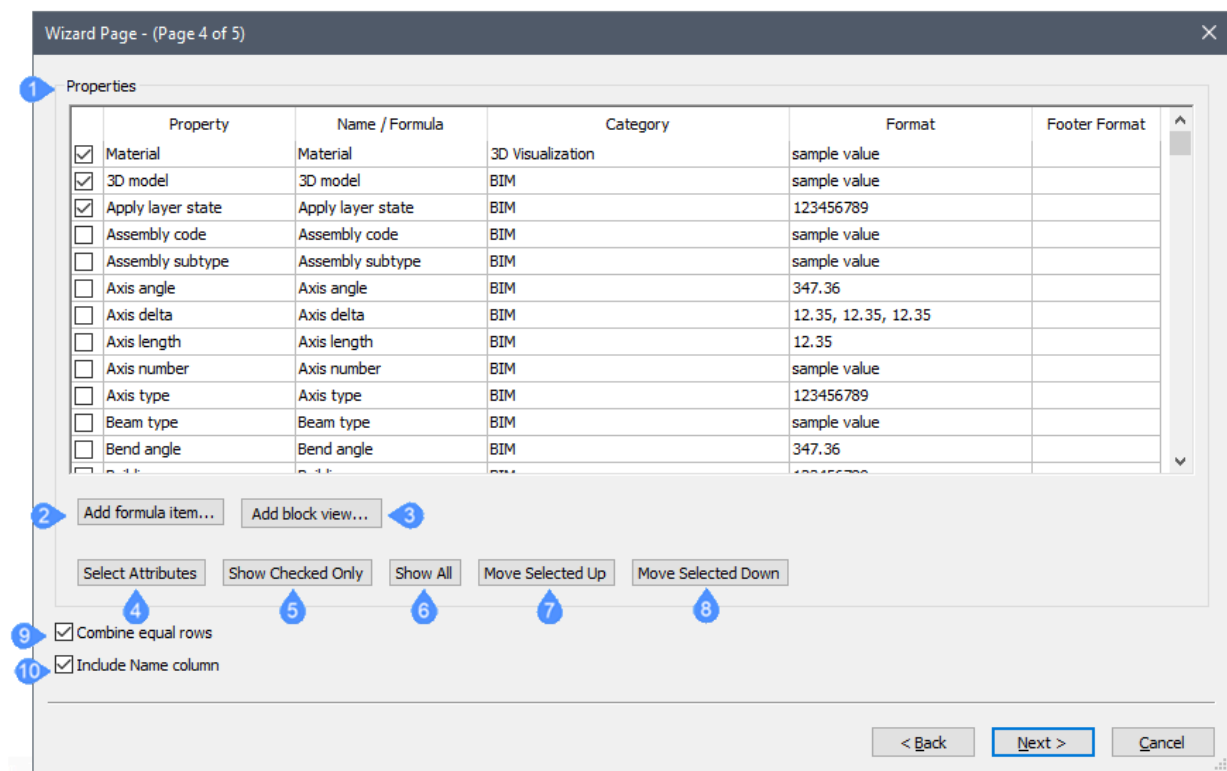 Wizard Page - (Page 4 of 5)
1 Properties
Property Name / Formula Category Format Footer Format
Material Material 3D Visualization sample value
3D model 3D model BIM sample value
Apply layer state Apply layer state BIM 123456789
Assembly code Assembly code BIM sample value
Assembly subtype Assembly subtype BIM sample value
Axis angle Axis angle BIM 347.36
Axis delta Axis delta BIM 12.35, 12.35, 12.35
Axis length Axis length BIM 12.35
Axis number Axis number BIM sample value
Axis type Axis type BIM 123456789
Beam type Beam type BIM sample value
Bend angle Bend angle BIM 347.36
2 Add formula item... Add block view... 3
Select Attributes Show Checked Only Show All Move Selected Up Move Selected Down
4 5 6 7 8
9 Combine equal rows
10 Include Name column
< Back Next > Cancel